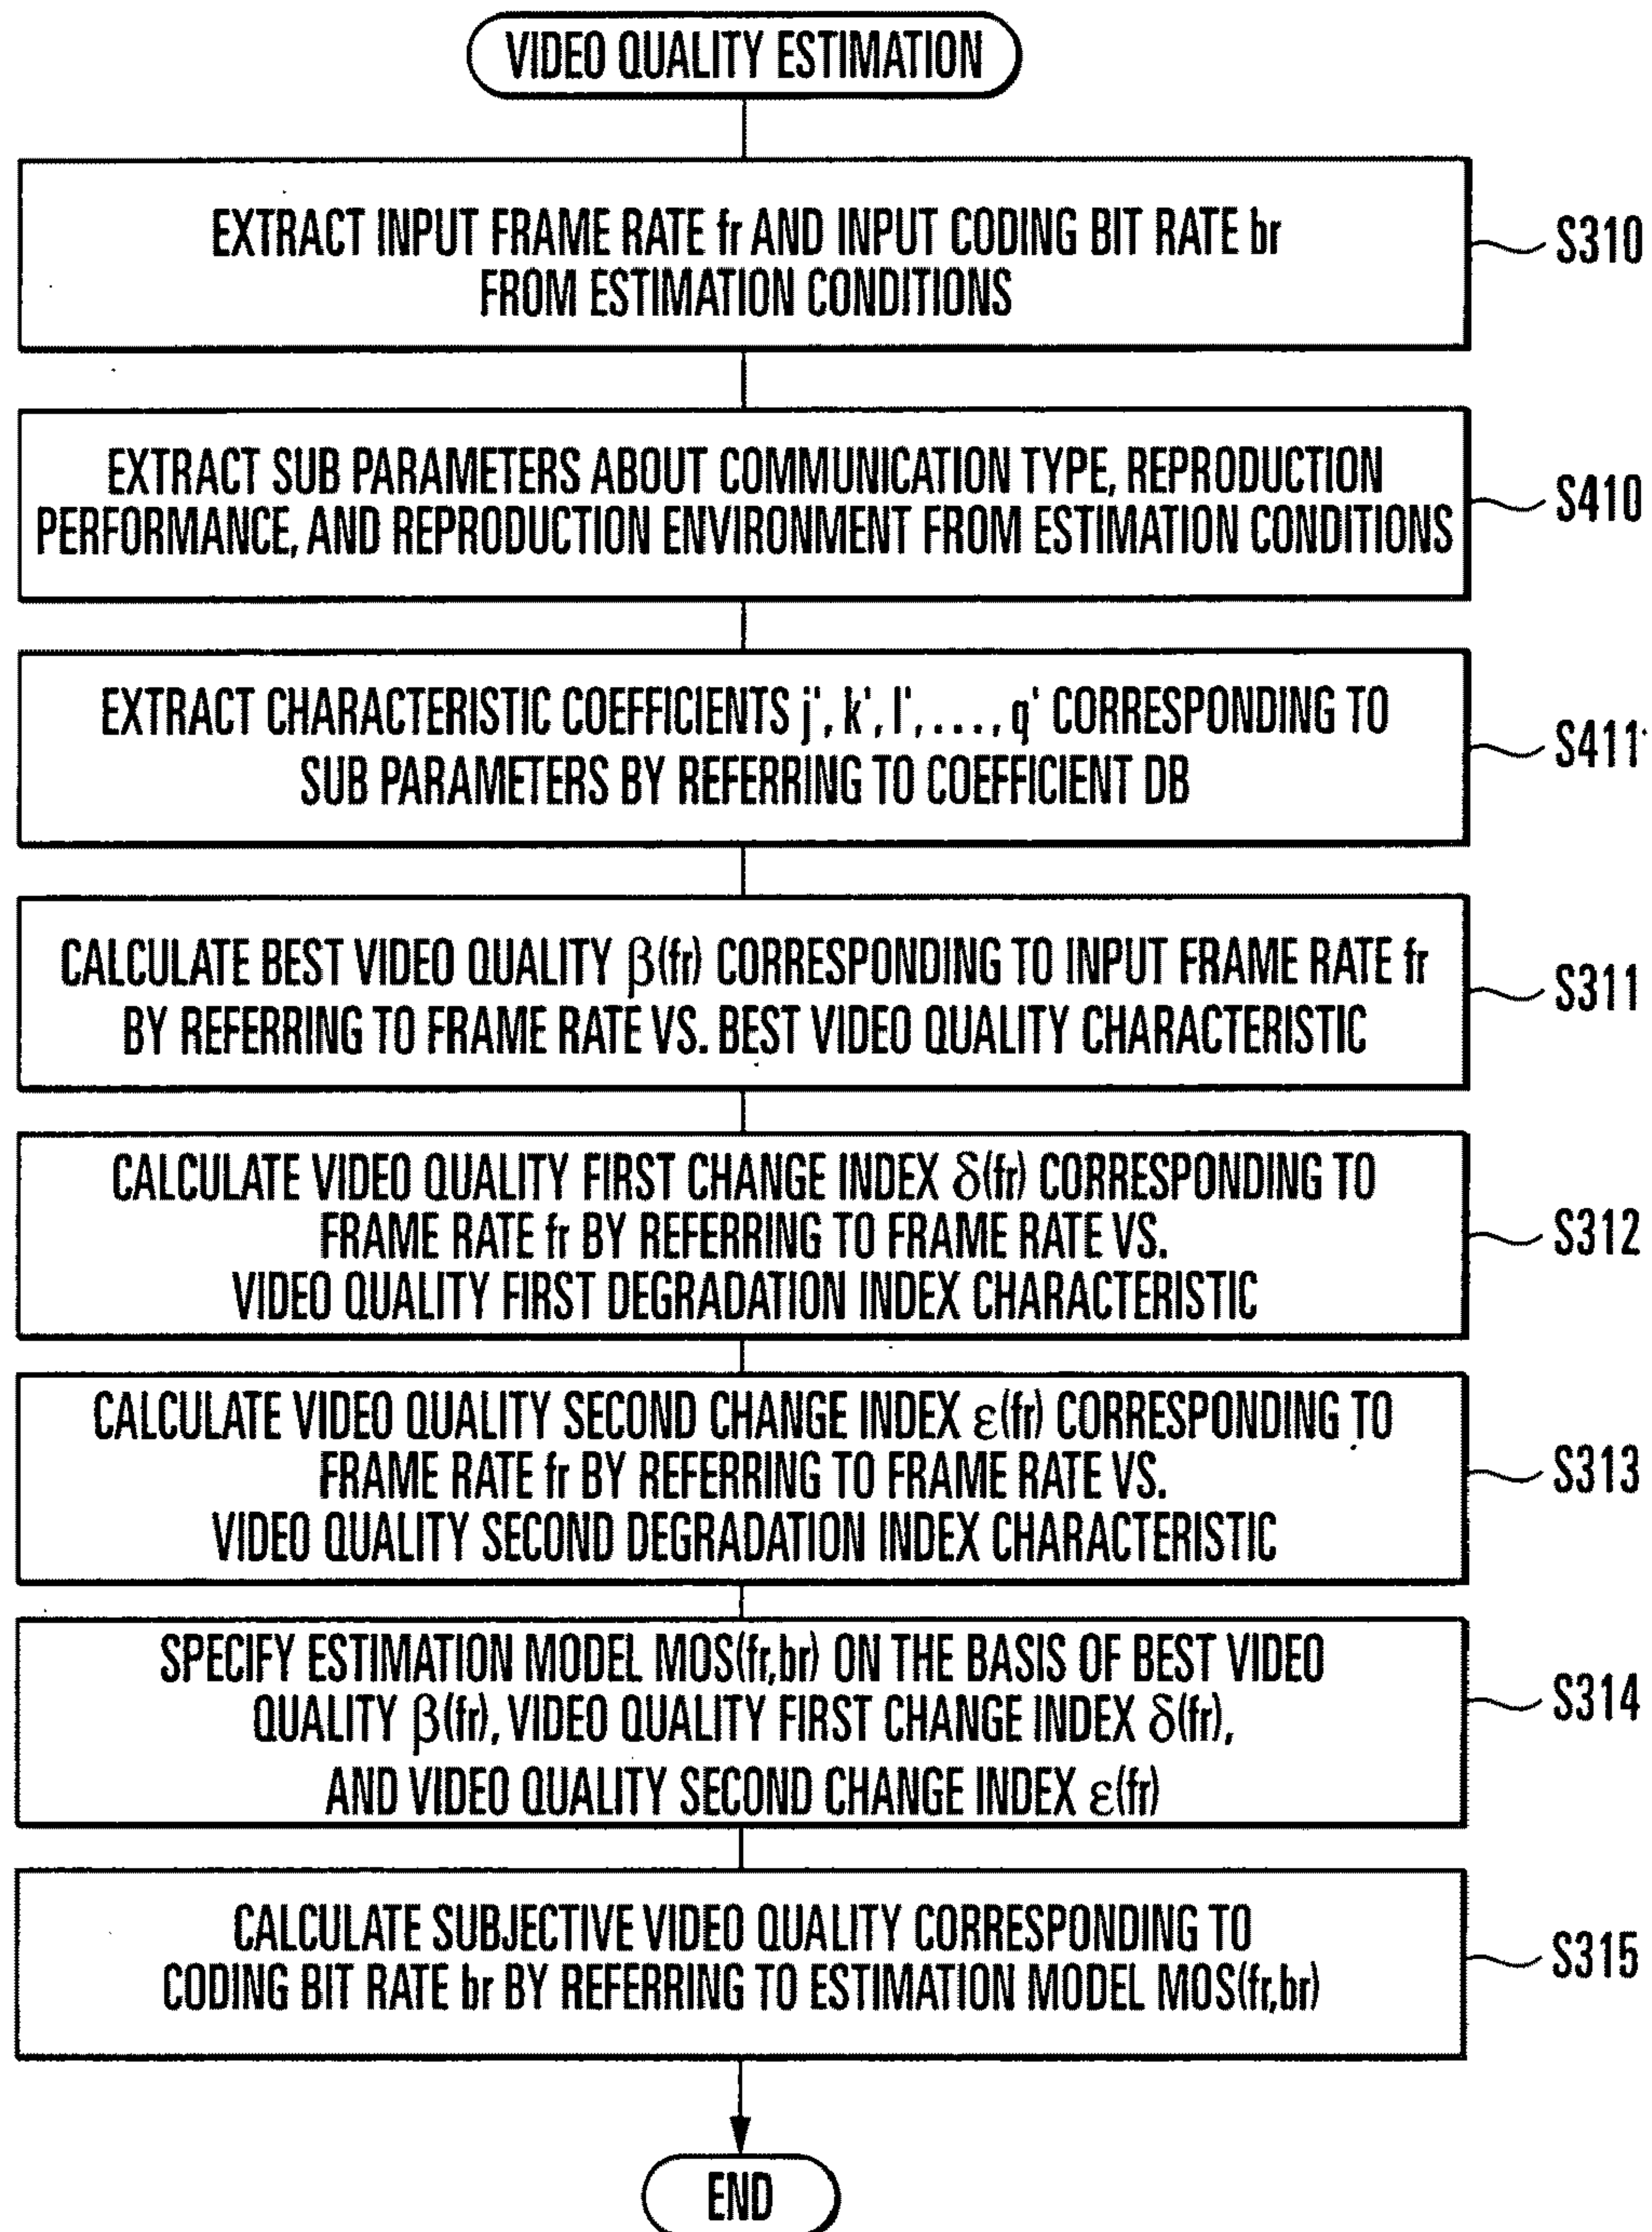 VIDEO QUALITY ESTIMATION
EXTRACT INPUT FRAME RATE fr AND INPUT CODING BIT RATE br
FROM ESTIMATION CONDITIONS
S310
EXTRACT SUB PARAMETERS ABOUT COMMUNICATION TYPE, REPRODUCTION
PERFORMANCE, AND REPRODUCTION ENVIRONMENT FROM ESTIMATION CONDITIONS
S410
EXTRACT CHARACTERISTIC COEFFICIENTS j', k', l', ..., q' CORRESPONDING TO
SUB PARAMETERS BY REFERRING TO COEFFICIENT DB
S411
CALCULATE BEST VIDEO QUALITY β(fr) CORRESPONDING TO INPUT FRAME RATE fr
BY REFERRING TO FRAME RATE VS. BEST VIDEO QUALITY CHARACTERISTIC
S311
CALCULATE VIDEO QUALITY FIRST CHANGE INDEX δ(fr) CORRESPONDING TO
FRAME RATE fr BY REFERRING TO FRAME RATE VS.
VIDEO QUALITY FIRST DEGRADATION INDEX CHARACTERISTIC
S312
CALCULATE VIDEO QUALITY SECOND CHANGE INDEX ε(fr) CORRESPONDING TO
FRAME RATE fr BY REFERRING TO FRAME RATE VS.
VIDEO QUALITY SECOND DEGRADATION INDEX CHARACTERISTIC
S313
SPECIFY ESTIMATION MODEL MOS(fr,br) ON THE BASIS OF BEST VIDEO
QUALITY β(fr), VIDEO QUALITY FIRST CHANGE INDEX δ(fr),
AND VIDEO QUALITY SECOND CHANGE INDEX ε(fr)
S314
CALCULATE SUBJECTIVE VIDEO QUALITY CORRESPONDING TO
CODING BIT RATE br BY REFERRING TO ESTIMATION MODEL MOS(fr,br)
S315
END